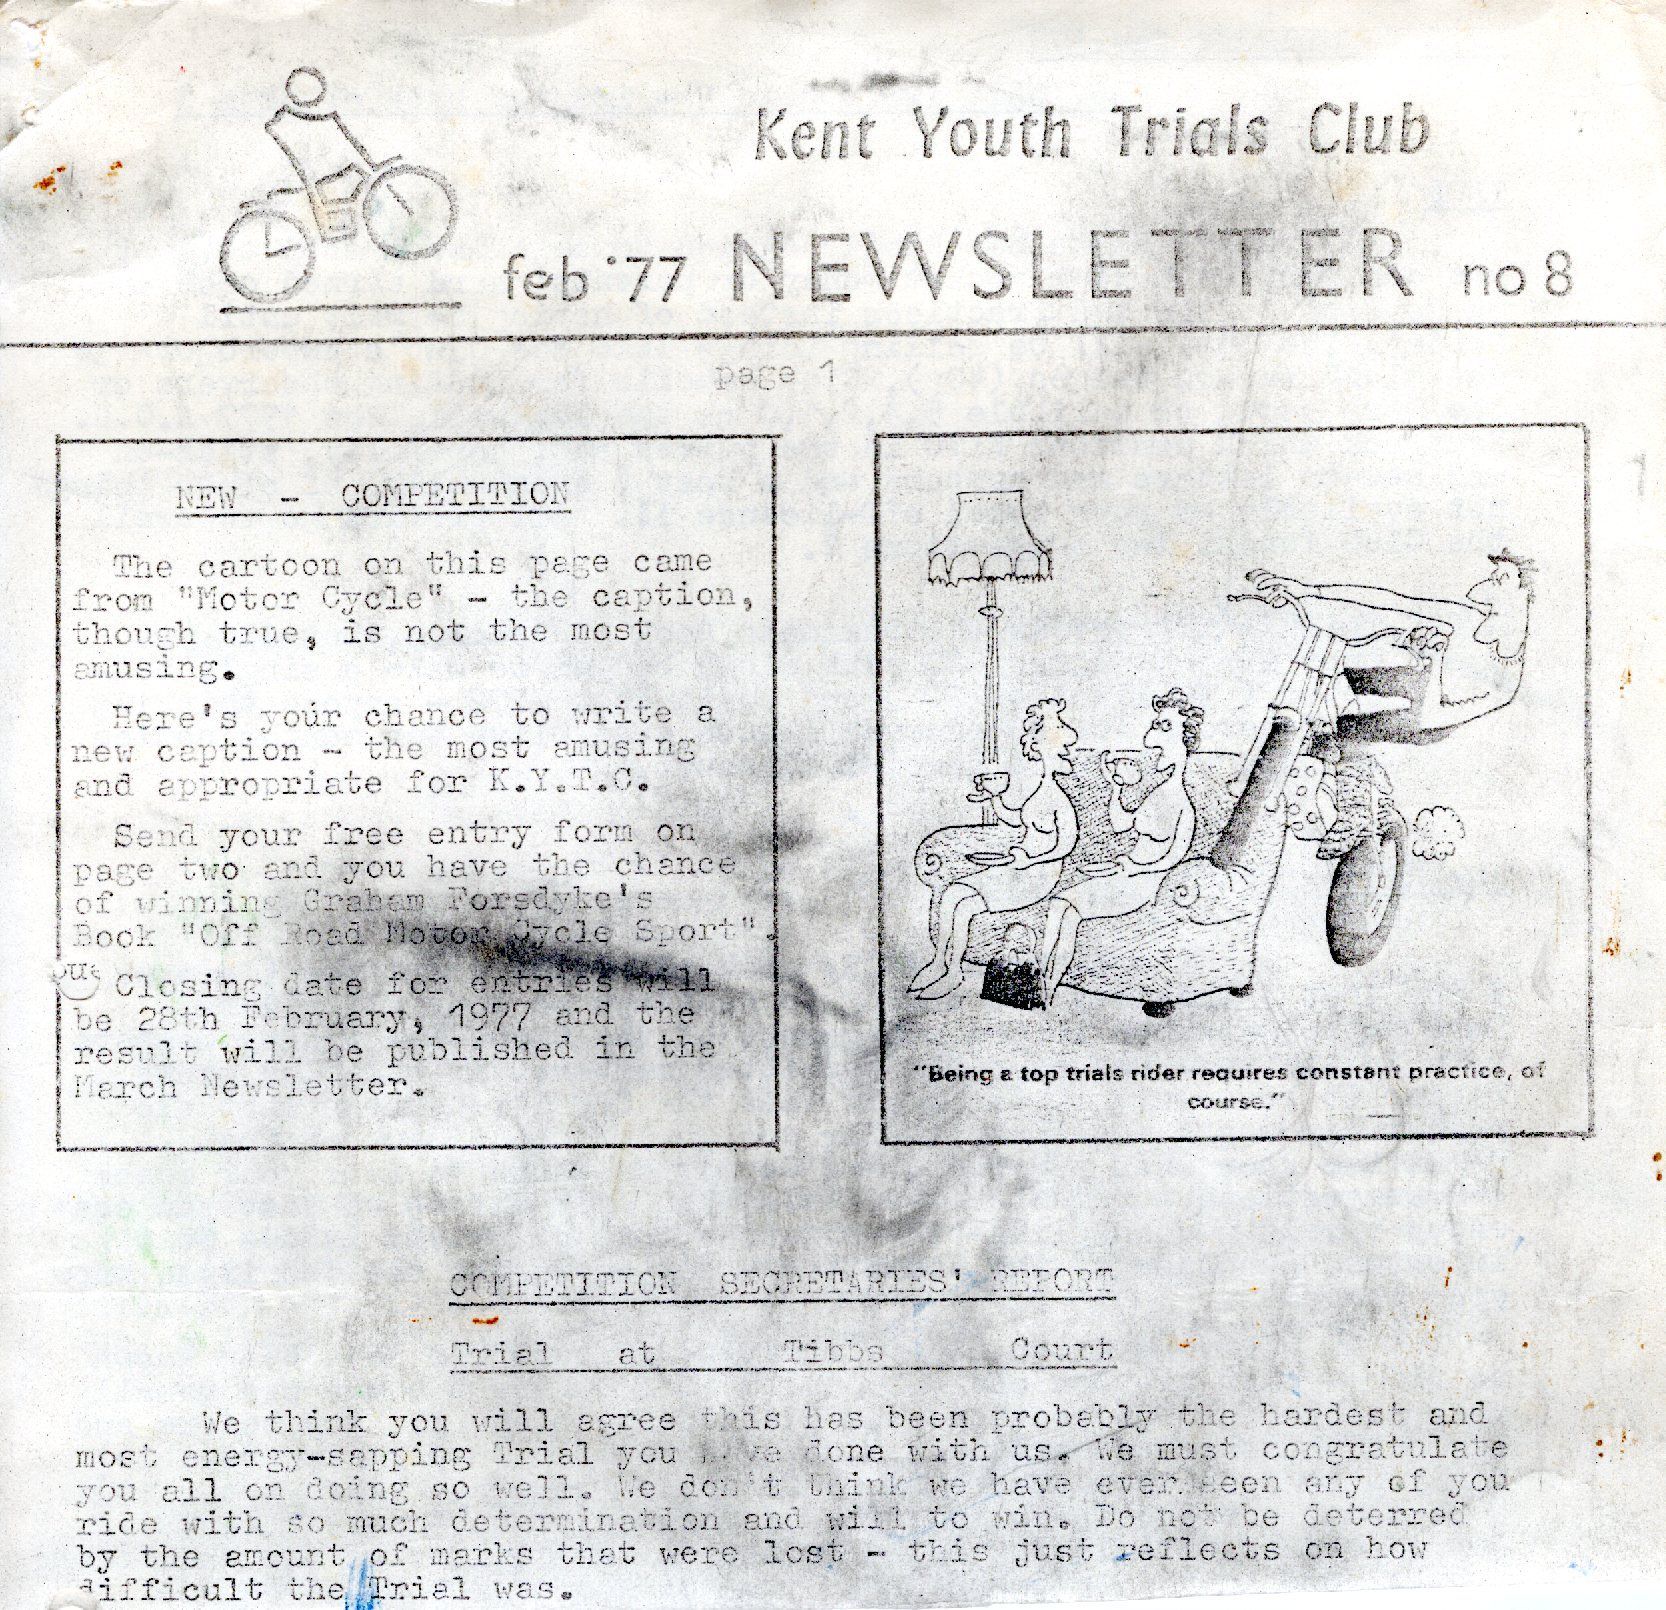 Kent Youth Trials Club
feb '77 NEWSLETTER no 8
page 1
NEW - COMPETITION
The cartoon on this page came
from "Motor Cycle" - the caption,
though true, is not the most
amusing.
Here's your chance to write a
new caption - the most amusing
and appropriate for K.Y.T.C.
Send your free entry form on
page two and you have the chance
of winning Graham Forsdyke's
Book "Off Road Motor Cycle Sport".
Closing date for entries will
be 28th February, 1977 and the
result will be published in the
March Newsletter.
"Being a top trials rider requires constant practice, of
course."
COMPETITION SECRETARIES' REPORT
Trial at Tibbs Court
We think you will agree this has been probably the hardest and
most energy-sapping Trial you have done with us. We must congratulate
you all on doing so well. We don't think we have ever seen any of you
ride with so much determination and will to win. Do not be deterred
by the amount of marks that were lost - this just reflects on how
difficult the Trial was.